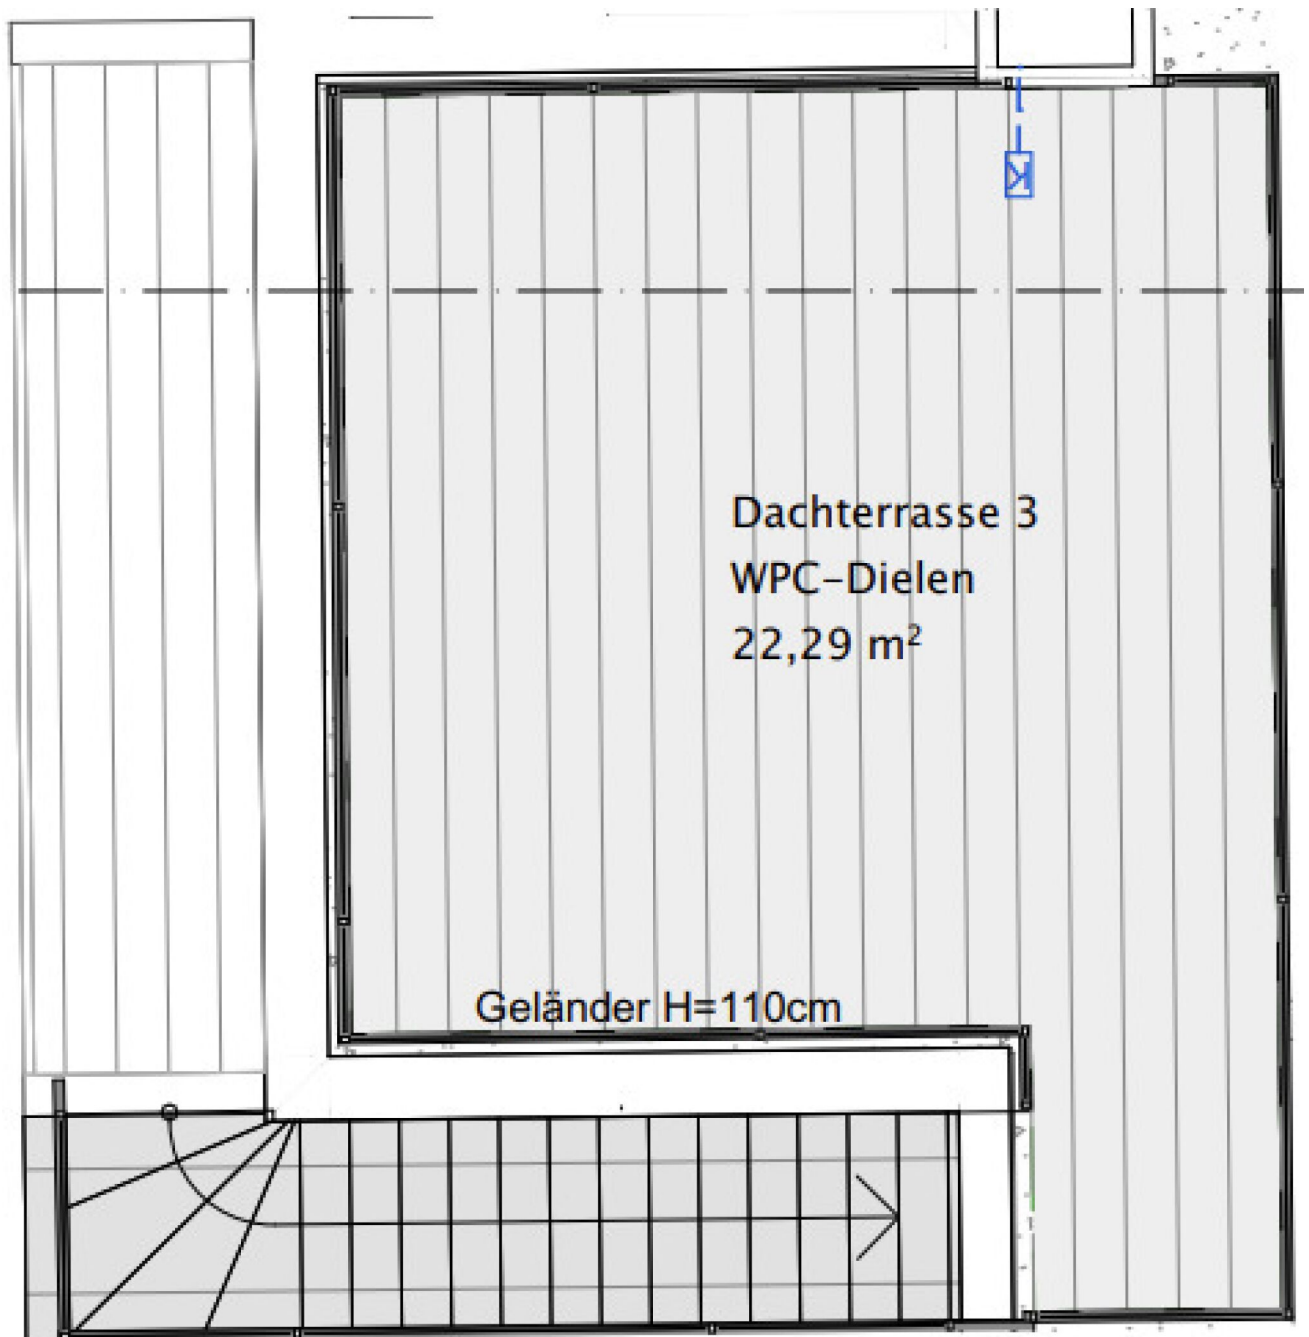 Dachterrasse 3
WPC-Dielen
22,29 m²
Geländer H=110cm